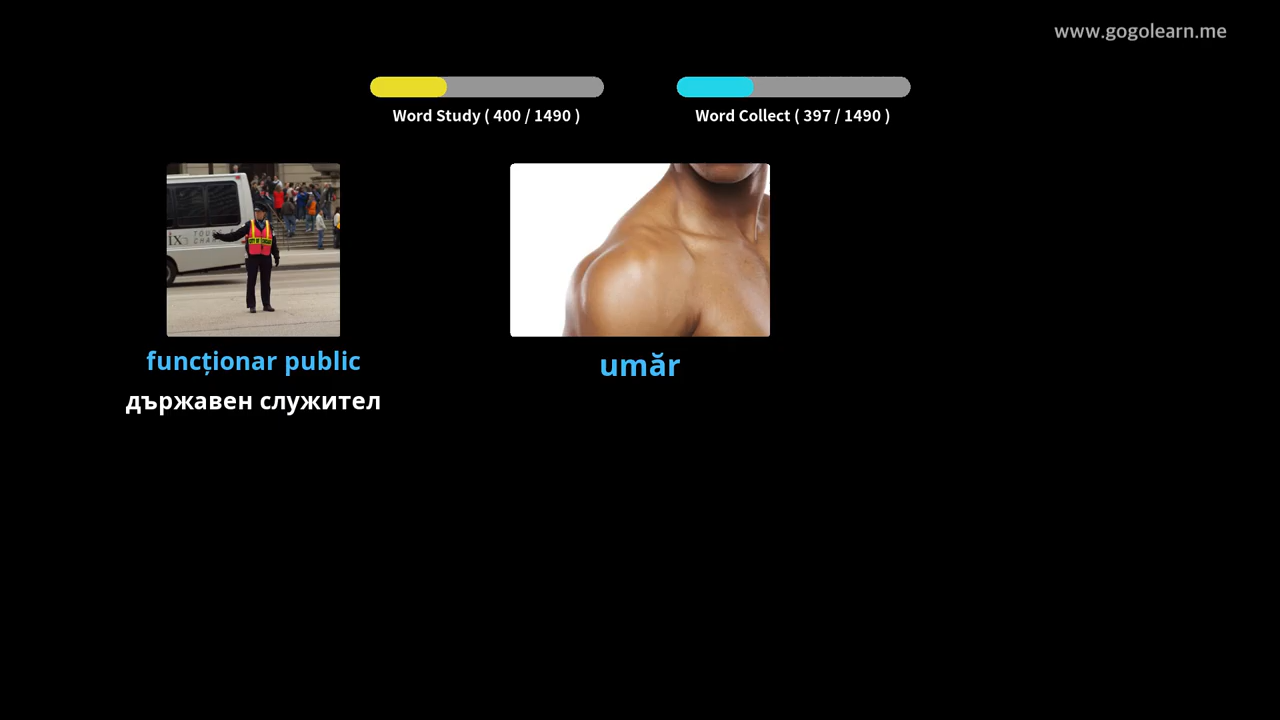 www.gogolearn.me
Word Study ( 400 / 1490 )
Word Collect ( 397 / 1490 )
funcționar public
държавен служител
umăr